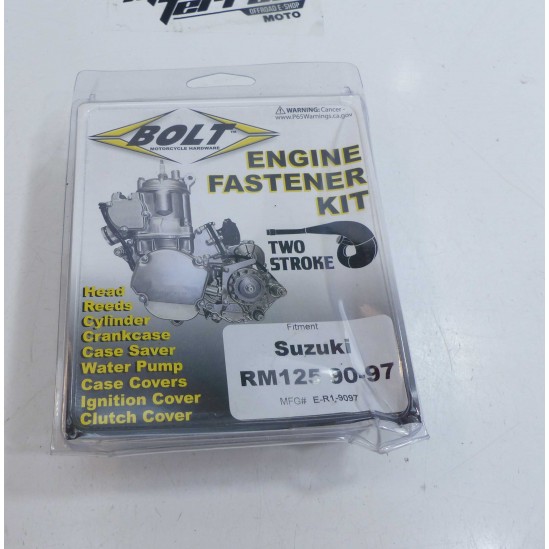 OFFROAD E-SHOP
MOTO
BOLT™
MOTORCYCLE HARDWARE
WARNING: Cancer -
www.P65Warnings.ca.gov
ENGINE
FASTENER
KIT
TWO
STROKE
Head
Reeds
Cylinder
Crankcase
Case Saver
Water Pump
Case Covers
Ignition Cover
Clutch Cover
Fitment
Suzuki
RM125 90-97
MFG# E-R1-9097